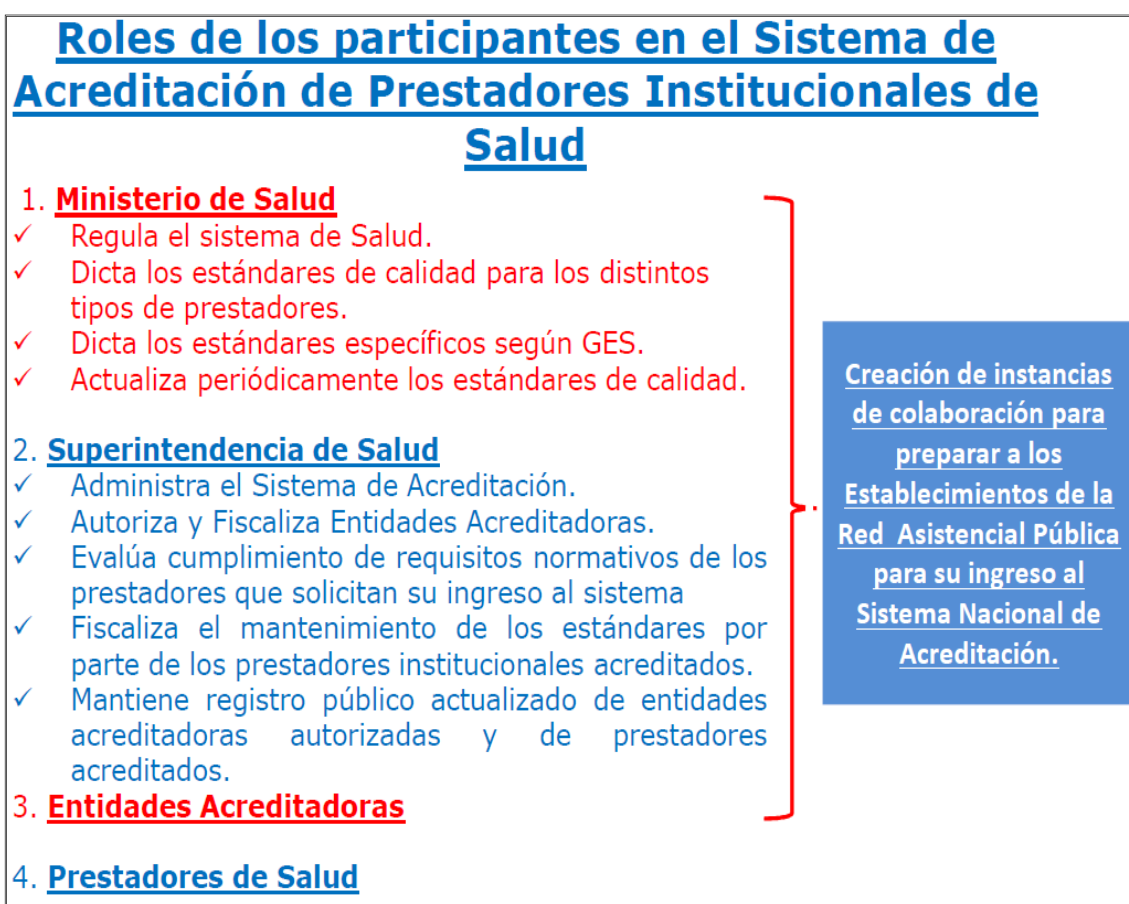 Roles de los participantes en el Sistema de
Acreditación de Prestadores Institucionales de
Salud
1. Ministerio de Salud
✓ Regula el sistema de Salud.
✓ Dicta los estándares de calidad para los distintos
tipos de prestadores.
✓ Dicta los estándares específicos según GES.
✓ Actualiza periódicamente los estándares de calidad.
2. Superintendencia de Salud
✓ Administra el Sistema de Acreditación.
✓ Autoriza y Fiscaliza Entidades Acreditadoras.
✓ Evalúa cumplimiento de requisitos normativos de los
prestadores que solicitan su ingreso al sistema
✓ Fiscaliza el mantenimiento de los estándares por
parte de los prestadores institucionales acreditados.
✓ Mantiene registro público actualizado de entidades
acreditadoras autorizadas y de prestadores
acreditados.
3. Entidades Acreditadoras
4. Prestadores de Salud
Creación de instancias
de colaboración para
preparar a los
Establecimientos de la
Red Asistencial Pública
para su ingreso al
Sistema Nacional de
Acreditación.